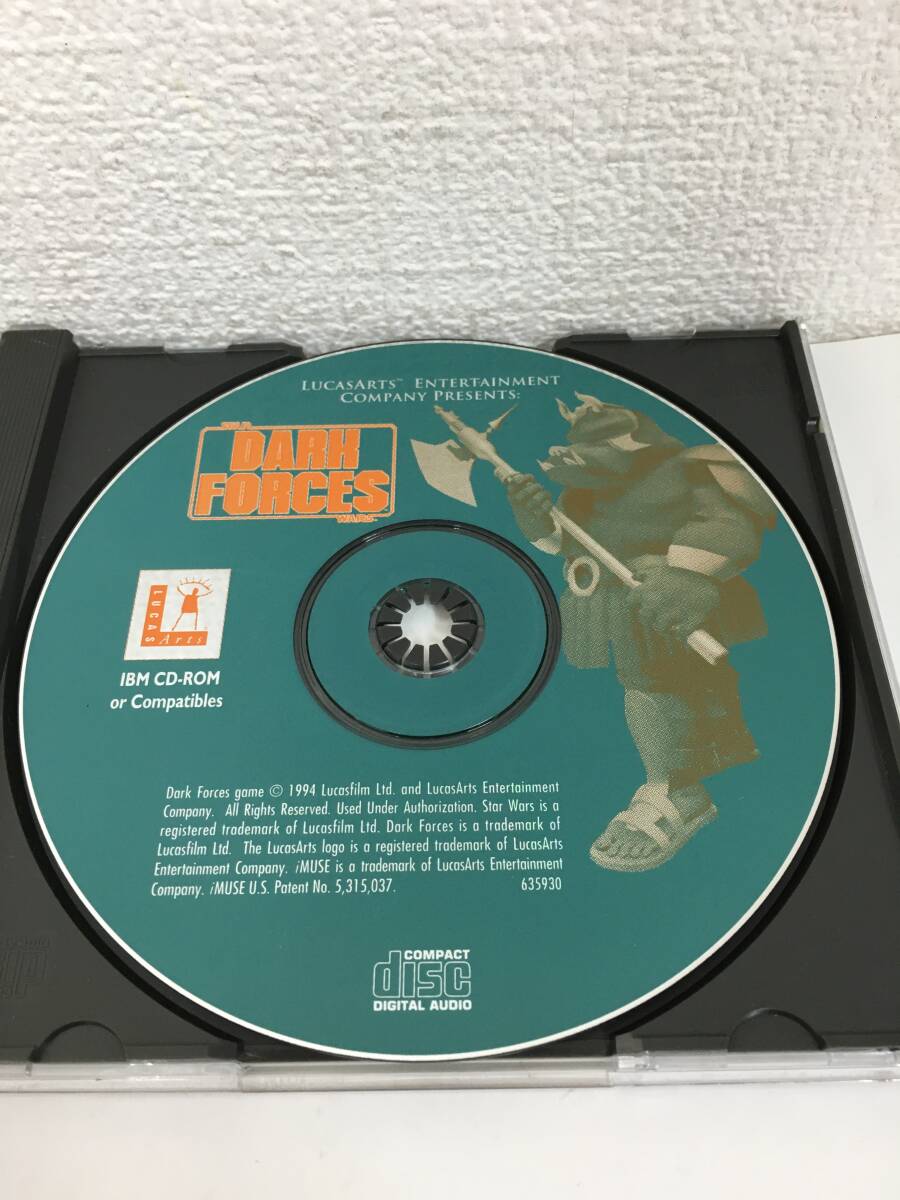 LUCASARTS™ ENTERTAINMENT
COMPANY PRESENTS:
STAR
DARK
FORCES
WARS™
LUCAS
Arts
IBM CD-ROM
or Compatibles
Dark Forces game © 1994 Lucasfilm Ltd. and LucasArts Entertainment
Company. All Rights Reserved. Used Under Authorization. Star Wars is a
registered trademark of Lucasfilm Ltd. Dark Forces is a trademark of
Lucasfilm Ltd. The LucasArts logo is a registered trademark of LucasArts
Entertainment Company. iMUSE is a trademark of LucasArts Entertainment
Company. iMUSE U.S. Patent No. 5,315,037. 635930
COMPACT
disc
DIGITAL AUDIO